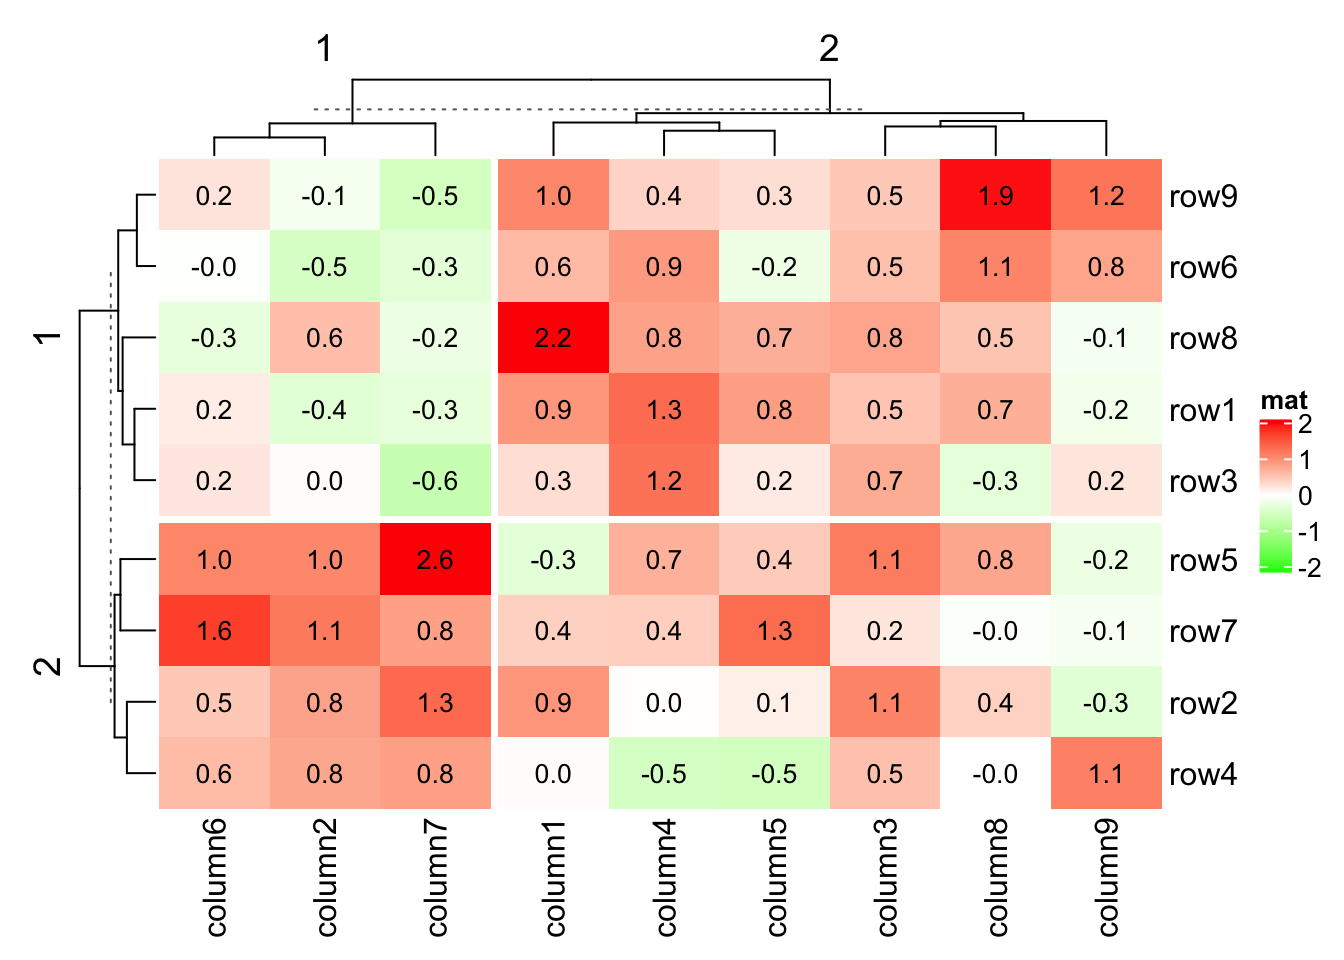 1 2
0.2 -0.1 -0.5 1.0 0.4 0.3 0.5 1.9 1.2 row9
-0.0 -0.5 -0.3 0.6 0.9 -0.2 0.5 1.1 0.8 row6
1
-0.3 0.6 -0.2 2.2 0.8 0.7 0.8 0.5 -0.1 row8
0.2 -0.4 -0.3 0.9 1.3 0.8 0.5 0.7 -0.2 row1
0.2 0.0 -0.6 0.3 1.2 0.2 0.7 -0.3 0.2 row3
1.0 1.0 2.6 -0.3 0.7 0.4 1.1 0.8 -0.2 row5
1.6 1.1 0.8 0.4 0.4 1.3 0.2 -0.0 -0.1 row7
2
0.5 0.8 1.3 0.9 0.0 0.1 1.1 0.4 -0.3 row2
0.6 0.8 0.8 0.0 -0.5 -0.5 0.5 -0.0 1.1 row4
column6 column2 column7 column1 column4 column5 column3 column8 column9
mat
2
1
0
-1
-2